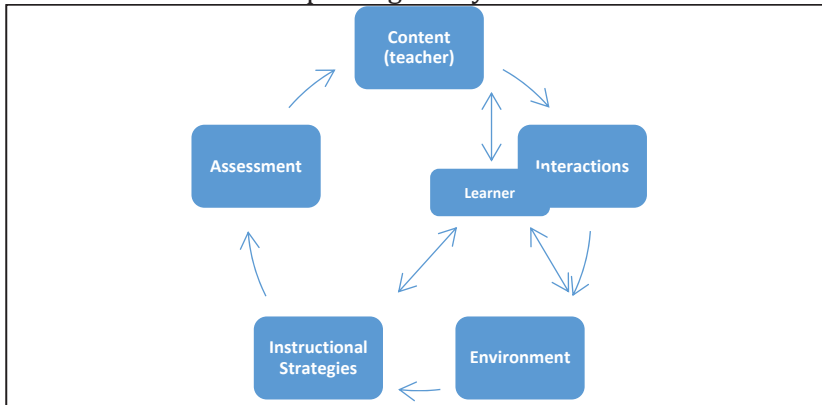 Content
(teacher)
Assessment
Interactions
Learner
Instructional
Strategies
Environment